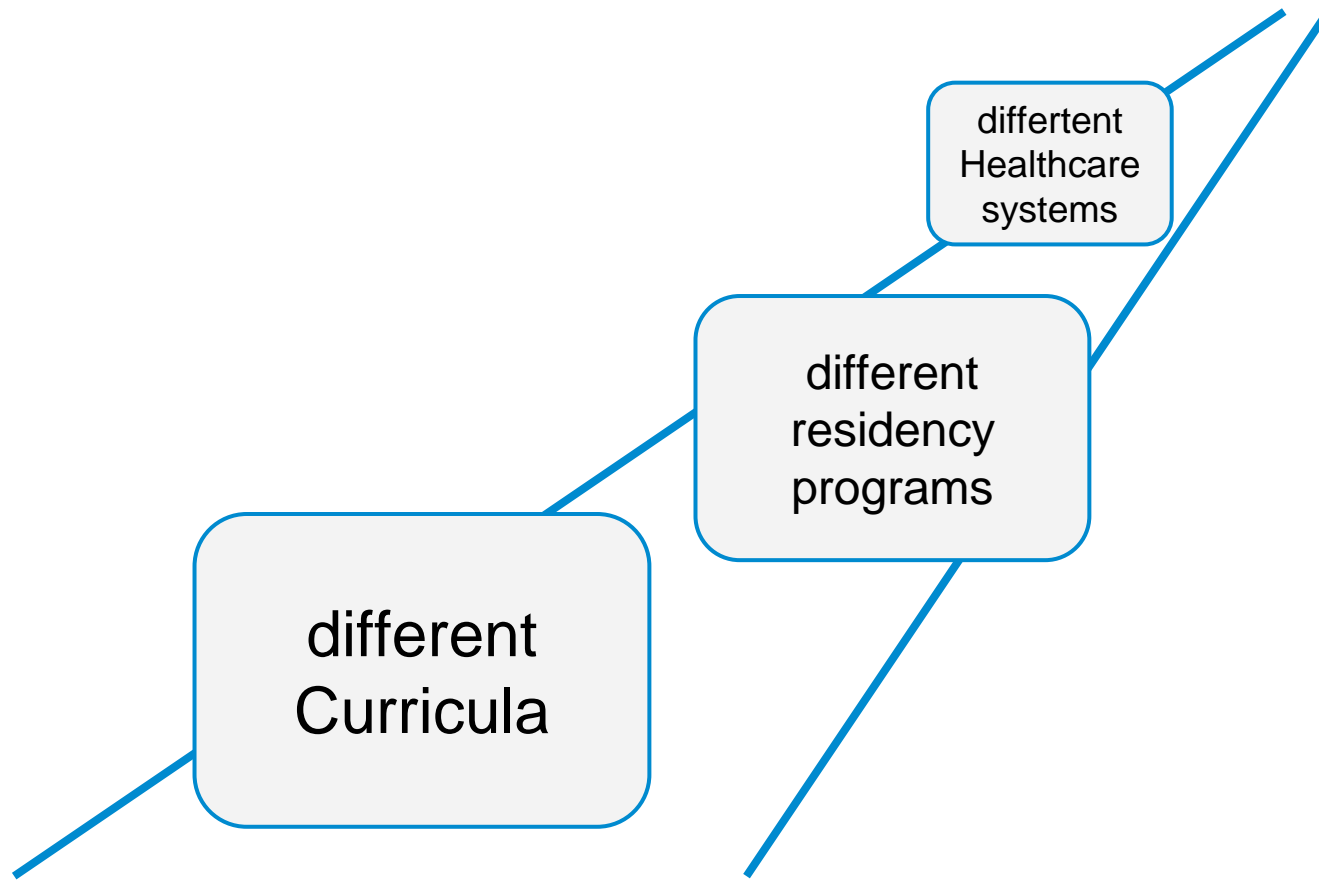 differtent
Healthcare
systems
different
residency
programs
different
Curricula